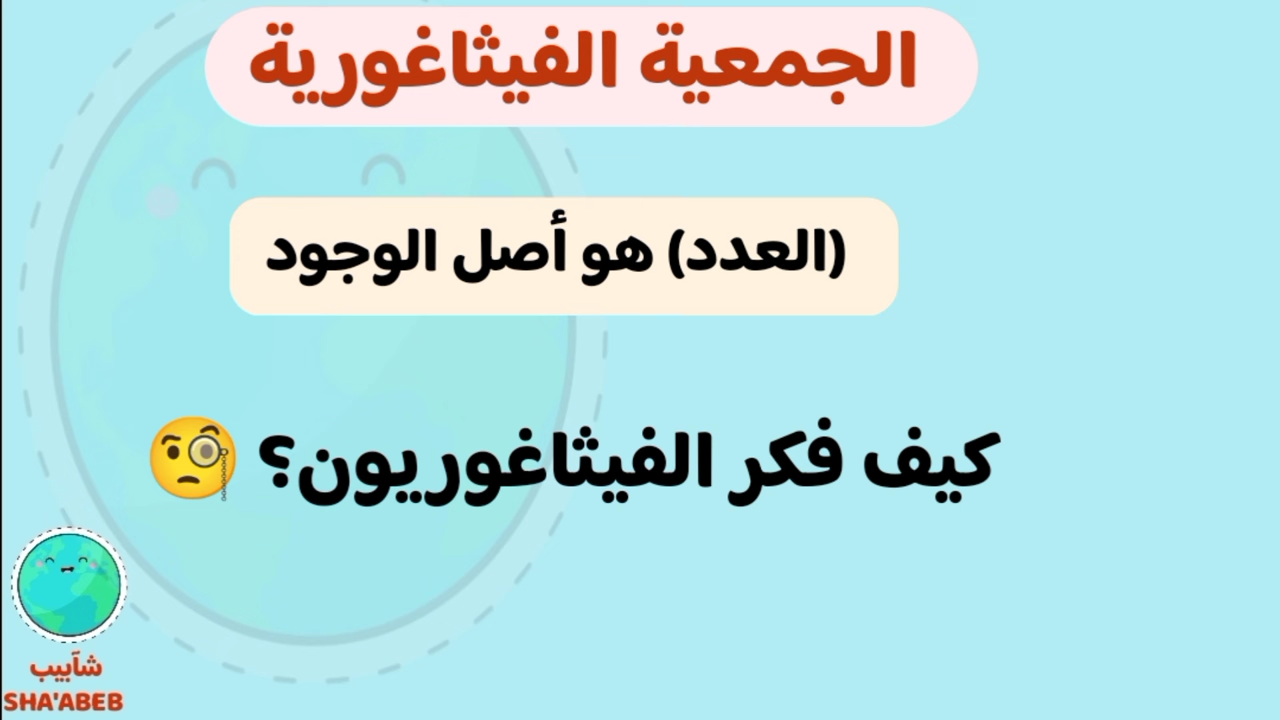 الجمعية الفيثاغورية
(العدد) هو أصل الوجود
كيف فكر الفيثاغوريون؟ 🧐
شآبيب
SHA'ABEB